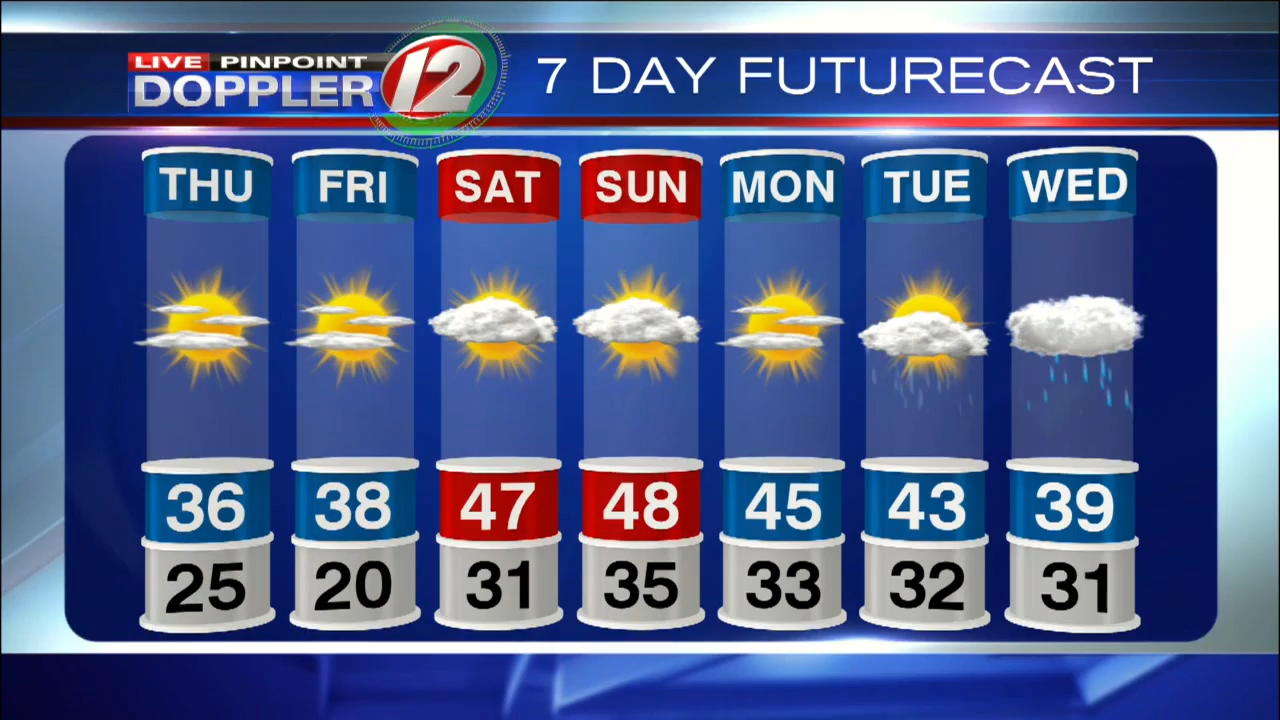 LIVE PINPOINT
DOPPLER 12
7 DAY FUTURECAST
THU FRI SAT SUN MON TUE WED
36 38 47 48 45 43 39
25 20 31 35 33 32 31